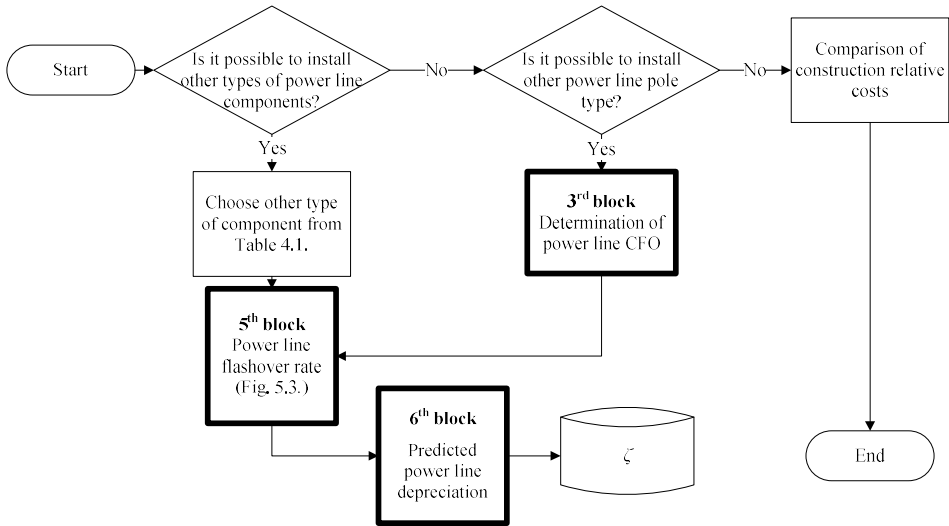 Start
Is it possible to install
other types of power line
components?
No
Is it possible to install
other power line pole
type?
No
Comparison of
construction relative
costs
Yes
Yes
Choose other type
of component from
Table 4.1.
3rd block
Determination of
power line CFO
5th block
Power line
flashover rate
(Fig. 5.3.)
6th block
Predicted
power line
depreciation
ζ
End